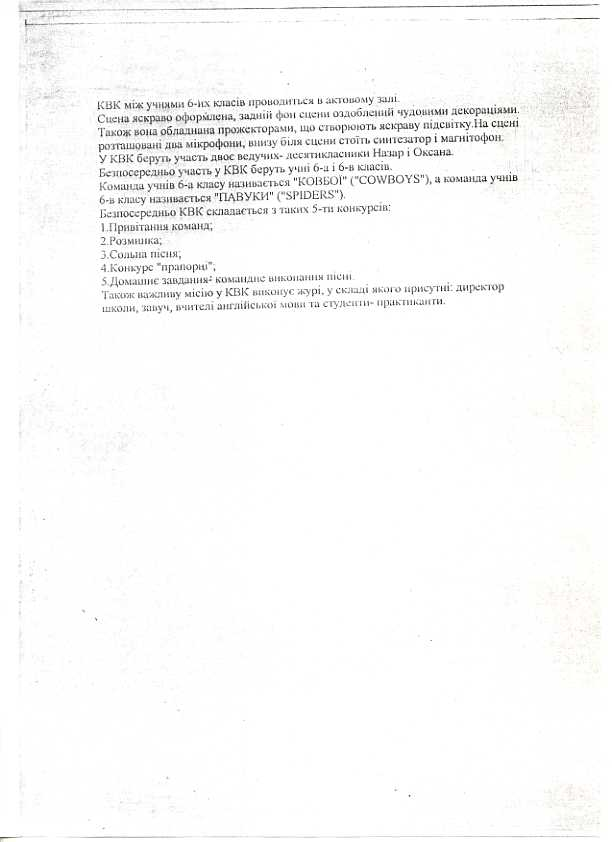 КВК між учнями 6-их класів проводиться в актовому залі.
Сцена яскраво оформлена, задній фон сцени оздоблений чудовими декораціями.
Також вона обладнана прожекторами, що створюють яскраву підсвітку.На сцені
розташовані два мікрофони, внизу біля сцени стоїть синтезатор і магнітофон.
У КВК беруть участь двоє ведучих- десятикласники Назар і Оксана.
Безпосередньо участь у КВК беруть учні 6-а і 6-в класів.
Команда учнів 6-а класу називається "КОВБОЇ" ("COWBOYS"), а команда учнів
6-в класу називається "ПАВУКИ" ("SPIDERS").
Безпосередньо КВК складається з таких 5-ти конкурсів:
1.Привітання команд;
2.Розминка;
3.Сольна пісня;
4.Конкурс "прапорці";
5.Домашнє завдання- командне виконання пісні.
Також важливу місію у КВК виконує журі, у складі якого присутні: директор
школи, завуч, вчителі англійської мови та студенти- практиканти.